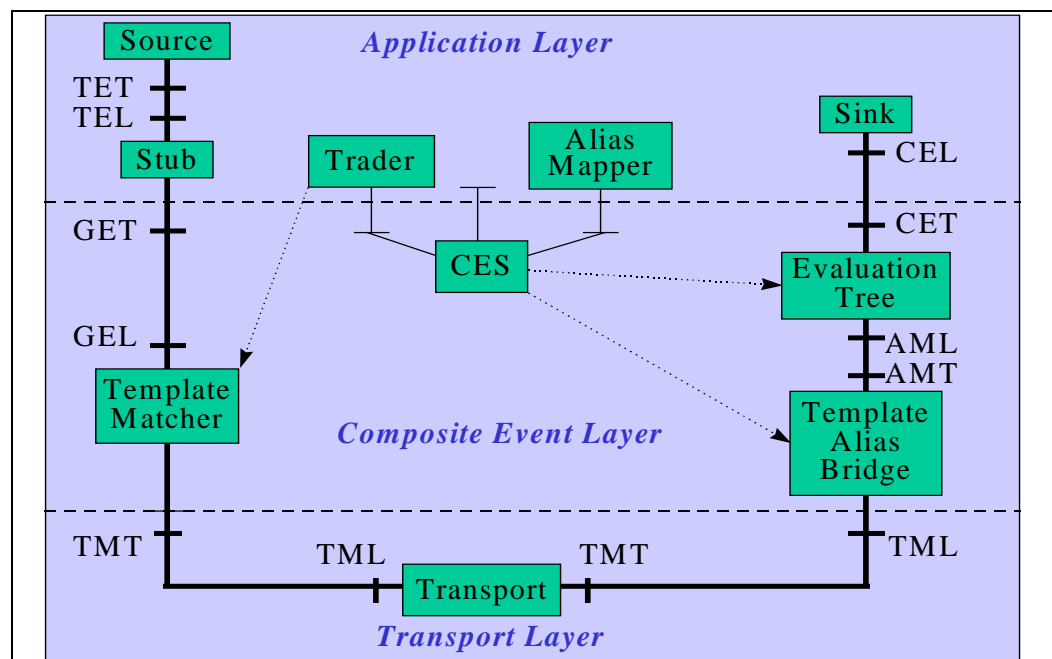 Source
Application Layer
TET
TEL
Stub
Trader
Alias
Mapper
Sink
CEL
GET
CET
CES
Evaluation
Tree
GEL
AML
AMT
Template
Matcher
Template
Alias
Bridge
Composite Event Layer
TMT
TML
TMT
TML
Transport
Transport Layer